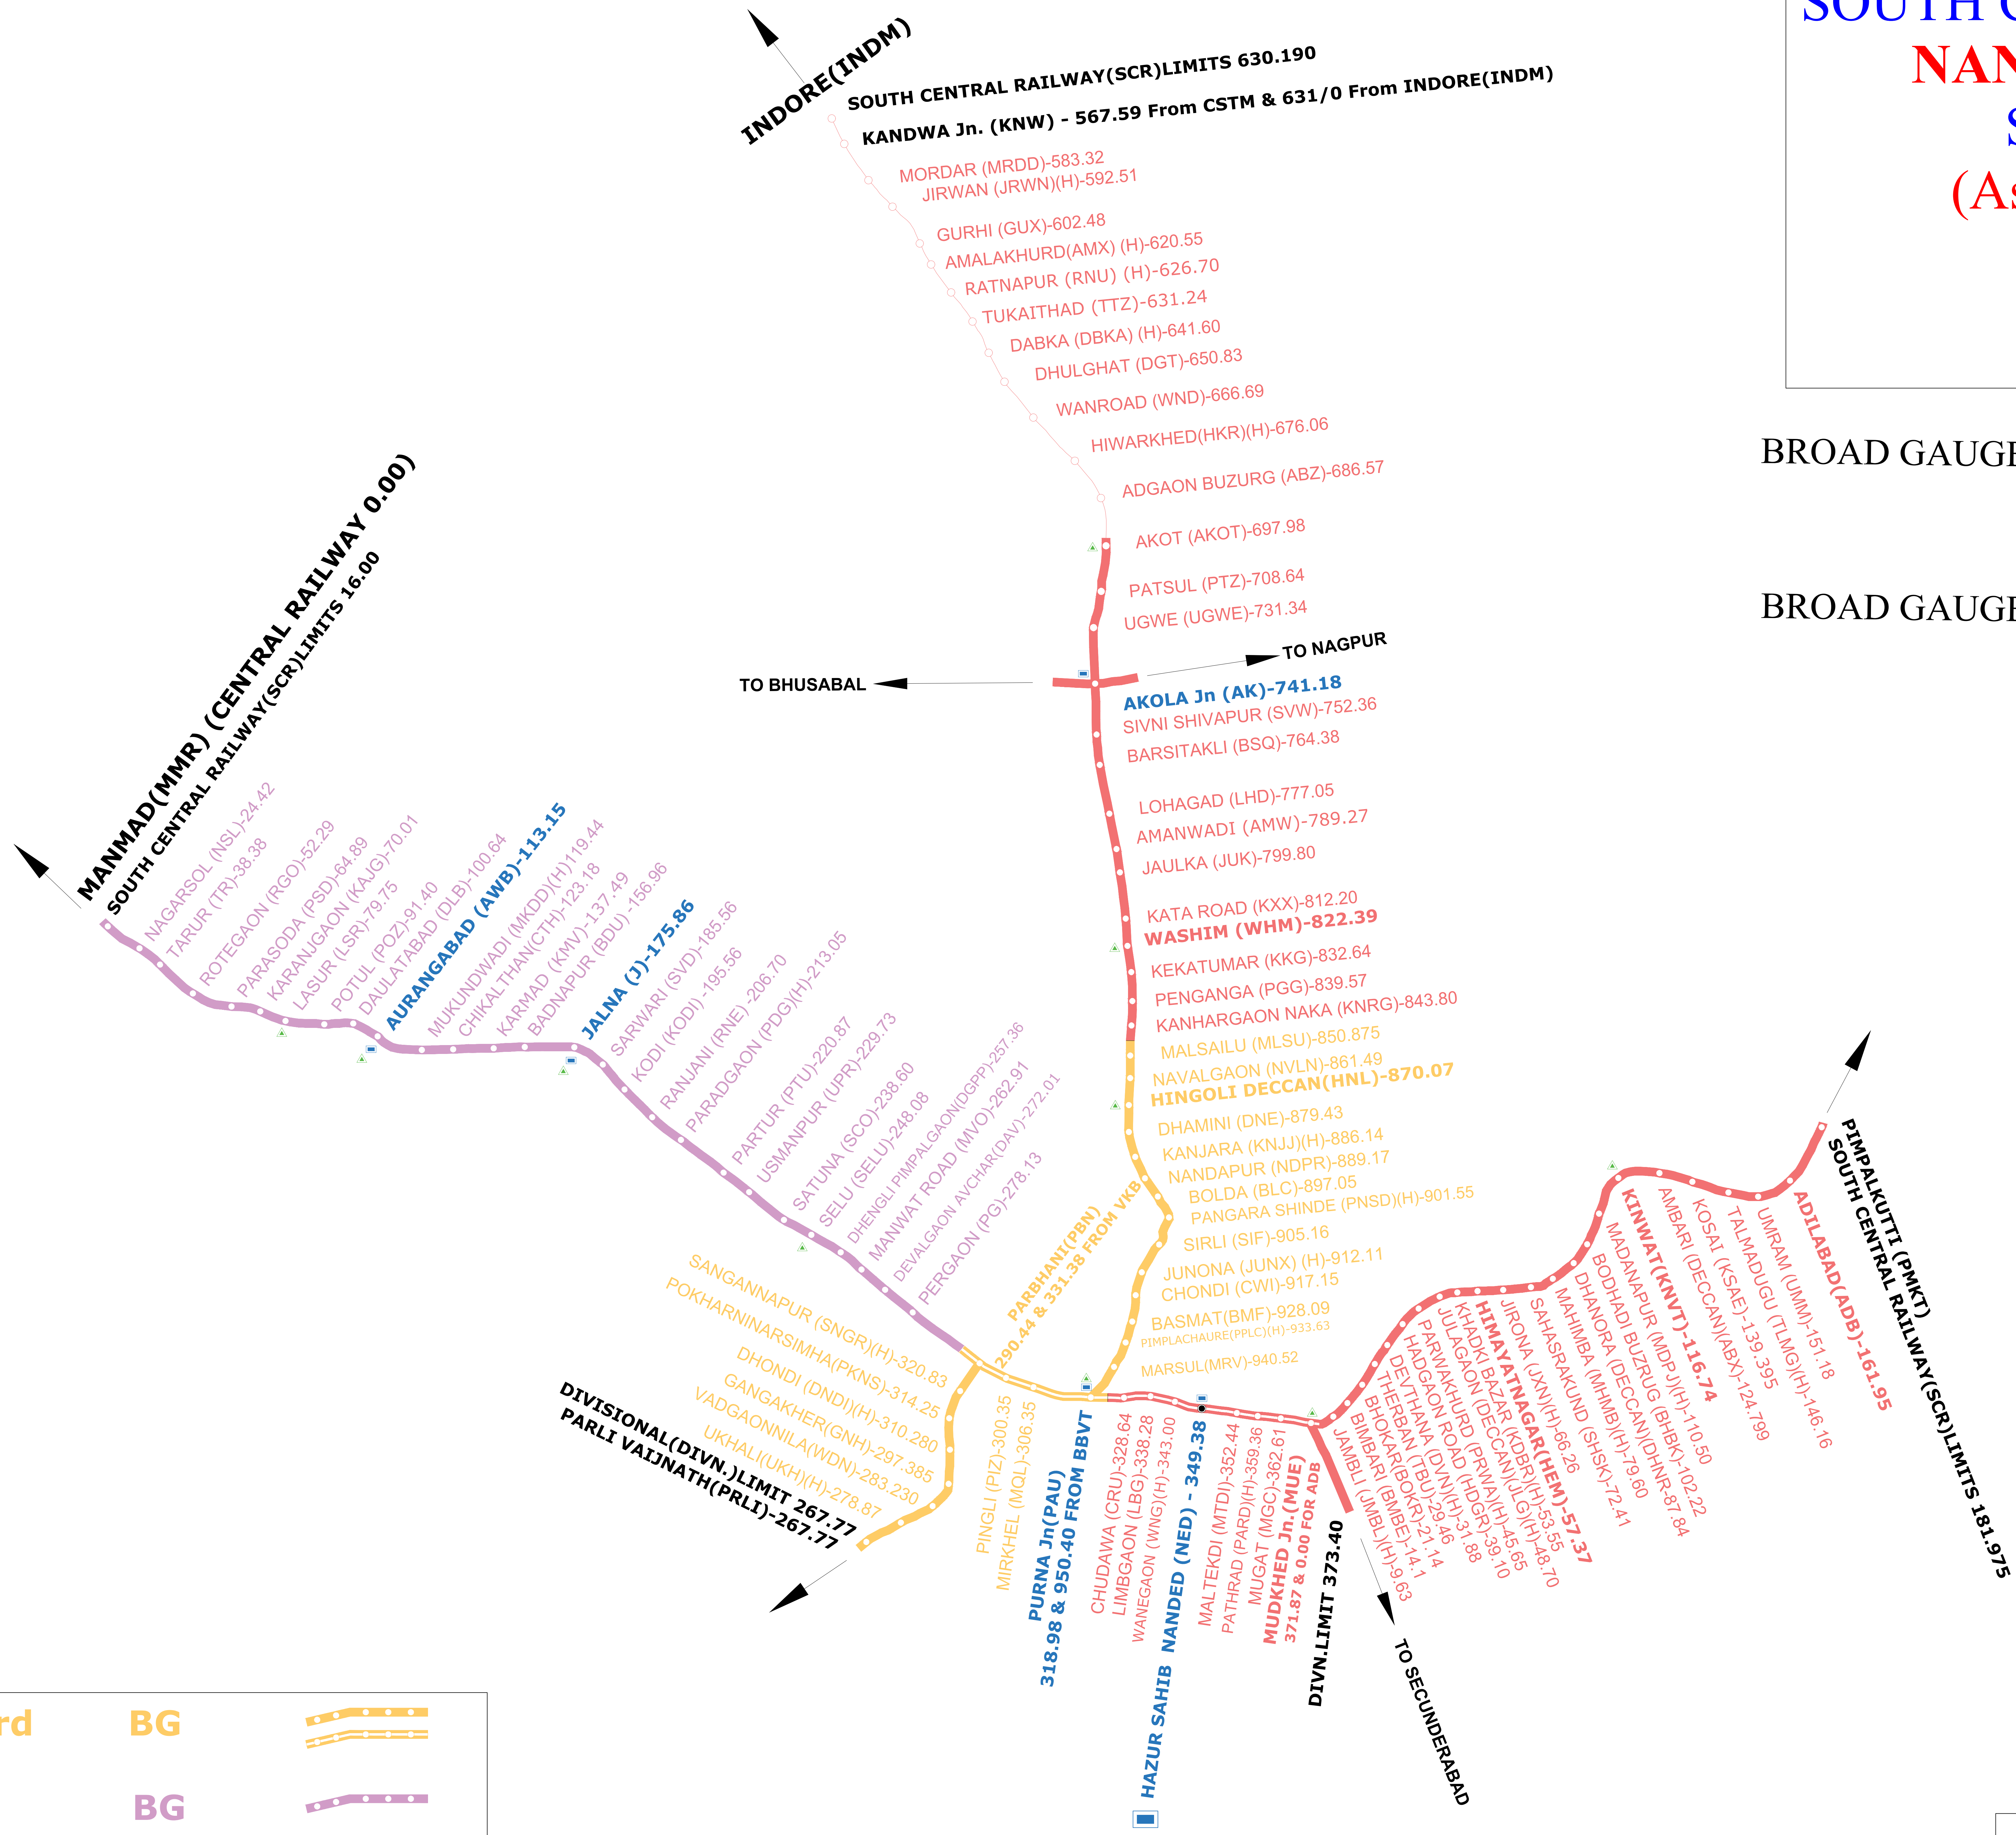 INDORE(INDM)
SOUTH CENTRAL RAILWAY(SCR)LIMITS 630.190
KANDWA Jn. (KNW) - 567.59 From CSTM & 631/0 From INDORE(INDM)
MORDAR (MRDD)-583.32
JIRWAN (JRWN)(H)-592.51
GURHI (GUX)-602.48
AMALAKHURD(AMX) (H)-620.55
RATNAPUR (RNU) (H)-626.70
TUKAITHAD (TTZ)-631.24
DABKA (DBKA) (H)-641.60
DHULGHAT (DGT)-650.83
WANROAD (WND)-666.69
HIWARKHED(HKR)(H)-676.06
ADGAON BUZURG (ABZ)-686.57
AKOT (AKOT)-697.98
PATSUL (PTZ)-708.64
UGWE (UGWE)-731.34
TO NAGPUR
TO BHUSABAL
AKOLA Jn (AK)-741.18
SIVNI SHIVAPUR (SVW)-752.36
BARSITAKLI (BSQ)-764.38
LOHAGAD (LHD)-777.05
AMANWADI (AMW)-789.27
JAULKA (JUK)-799.80
KATA ROAD (KXX)-812.20
WASHIM (WHM)-822.39
KEKATUMAR (KKG)-832.64
PENGANGA (PGG)-839.57
KANHARGAON NAKA (KNRG)-843.80
MALSAILU (MLSU)-850.875
NAVALGAON (NVLN)-861.49
HINGOLI DECCAN(HNL)-870.07
DHAMINI (DNE)-879.43
KANJARA (KNJJ)(H)-886.14
NANDAPUR (NDPR)-889.17
BOLDA (BLC)-897.05
PANGARA SHINDE (PNSD)(H)-901.55
SIRLI (SIF)-905.16
JUNONA (JUNX) (H)-912.11
CHONDI (CWI)-917.15
BASMAT(BMF)-928.09
PIMPLACHAURE(PPLC)(H)-933.63
MARSUL(MRV)-940.52
MANMAD(MMR) (CENTRAL RAILWAY 0.00)
SOUTH CENTRAL RAILWAY(SCR)LIMITS 16.00
NAGARSOL (NSL)-24.42
TARUR (TR)-38.38
ROTEGAON (RGO)-52.29
PARASODA (PSD)-64.89
KARANJGAON (KAJG)-70.01
LASUR (LSR)-79.75
POTUL (POZ)-91.40
DAULATABAD (DLB)-100.64
AURANGABAD (AWB)-113.15
MUKUNDWADI (MKDD)(H)119.44
CHIKALTHAN(CTH)-123.18
KARMAD (KMV)-137.49
BADNAPUR (BDU) -156.96
JALNA (J)-175.86
SARWARI (SVD)-185.56
KODI (KODI) -195.56
RANJANI (RNE) -206.70
PARADGAON (PDG)(H)-213.05
PARTUR (PTU)-220.87
USMANPUR (UPR)-229.73
SATUNA (SCO)-238.60
SELU (SELU)-248.08
DHENGLI PIMPALGAON(DGPP)-257.36
MANWAT ROAD (MVO)-262.91
DEVALGAON AVCHAR(DAV)-272.01
PERGAON (PG)-278.13
PARBHANI(PBN)
290.44 & 331.38 FROM VKB
SANGANNAPUR (SNGR)(H)-320.83
POKHARNINARSIMHA(PKNS)-314.25
DHONDI (DNDI)(H)-310.280
GANGAKHER(GNH)-297.385
VADGAONNILA(WDN)-283.230
UKHALI(UKH)(H)-278.87
DIVISIONAL(DIVN.)LIMIT 267.77
PARLI VAIJNATH(PRLI)-267.77
PINGLI (PIZ)-300.35
MIRKHEL (MQL)-306.35
PURNA Jn(PAU)
318.98 & 950.40 FROM BBVT
CHUDAWA (CRU)-328.64
LIMBGAON (LBG)-338.28
WANEGAON (WNG)(H)-343.00
HAZUR SAHIB NANDED (NED) - 349.38
MALTEKDI (MTDI)-352.44
PATHRAD (PARD)(H)-359.36
MUGAT (MGC)-362.61
MUDKHED Jn.(MUE)
371.87 & 0.00 FOR ADB
DIVN.LIMIT 373.40
TO SECUNDERABAD
JAMBLI (JMBL)(H)-9.63
BIMBARI (BMBE)-14.1
BHOKAR(BOKR)-21.14
THERBAN (TBU)-29.46
DEVTHANA (DVN)(H)-31.88
HADGAON ROAD (HDGR)-39.10
PARWAKHURD (PRWA)(H)-45.65
JULAGAON (DECCAN)(JLG)(H)-48.70
KHADKI BAZAR (KDBR)(H)-53.55
HIMAYATNAGAR(HEM)-57.37
JIRONA (JXN)(H)-66.26
SAHASRAKUND (SHSK)-72.41
MAHIMBA (MHMB)(H)-79.60
DHANORA (DECCAN)(DHNR-87.84
BODHADI BUZRUG (BHBK)-102.22
MADANAPUR (MDPJ)(H)-110.50
KINWAT(KNVT)-116.74
AMBARI (DECCAN)(ABX)-124.799
KOSAI (KSAE)-139.395
TALMADUGU (TLMG)(H)-146.16
UMRAM (UMM)-151.18
ADILABAD(ADB)-161.95
PIMPALKUTTI (PMKT)
SOUTH CENTRAL RAILWAY(SCR)LIMITS 181.975
SOUTH
NAN
S
(As
BROAD GAUGE
BROAD GAUGE
rd BG
BG